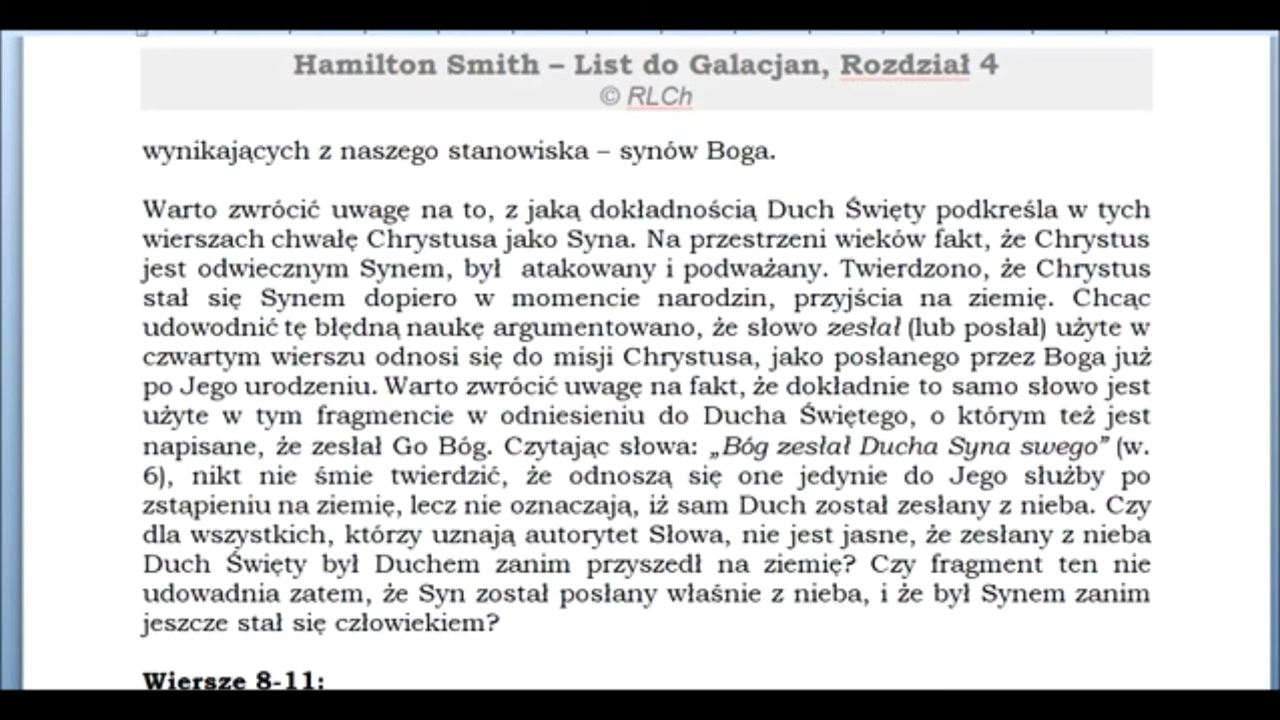 Hamilton Smith – List do Galacjan, Rozdział 4
© RLCh
wynikających z naszego stanowiska – synów Boga.
Warto zwrócić uwagę na to, z jaką dokładnością Duch Święty podkreśla w tych
wierszach chwałę Chrystusa jako Syna. Na przestrzeni wieków fakt, że Chrystus
jest odwiecznym Synem, był atakowany i podważany. Twierdzono, że Chrystus
stał się Synem dopiero w momencie narodzin, przyjścia na ziemię. Chcąc
udowodnić tę błędną naukę argumentowano, że słowo zesłał (lub posłał) użyte w
czwartym wierszu odnosi się do misji Chrystusa, jako posłanego przez Boga już
po Jego urodzeniu. Warto zwrócić uwagę na fakt, że dokładnie to samo słowo jest
użyte w tym fragmencie w odniesieniu do Ducha Świętego, o którym też jest
napisane, że zesłał Go Bóg. Czytając słowa: „Bóg zesłał Ducha Syna swego” (w.
6), nikt nie śmie twierdzić, że odnoszą się one jedynie do Jego służby po
zstąpieniu na ziemię, lecz nie oznaczają, iż sam Duch został zesłany z nieba. Czy
dla wszystkich, którzy uznają autorytet Słowa, nie jest jasne, że zesłany z nieba
Duch Święty był Duchem zanim przyszedł na ziemię? Czy fragment ten nie
udowadnia zatem, że Syn został posłany właśnie z nieba, i że był Synem zanim
jeszcze stał się człowiekiem?
Wiersze 8-11: